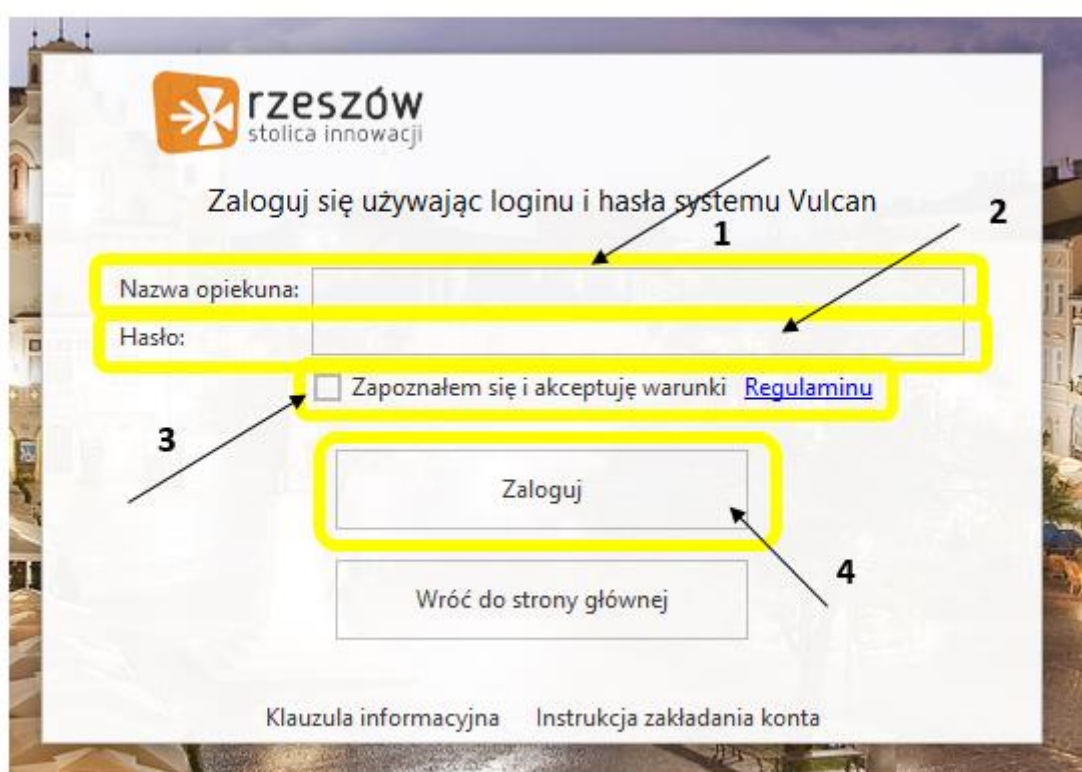 rzeszów
stolica innowacji
Zaloguj się używając loginu i hasła systemu Vulcan
1
2
Nazwa opiekuna:
Hasło:
Zapoznałem się i akceptuję warunki Regulaminu
3
Zaloguj
4
Wróć do strony głównej
Klauzula informacyjna Instrukcja zakładania konta